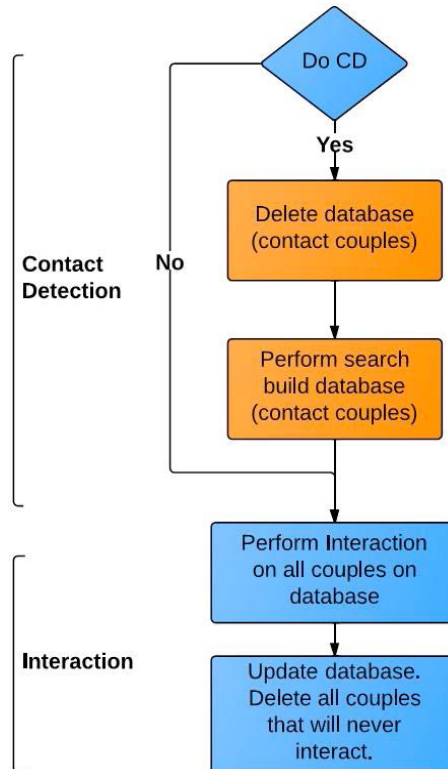 Do CD
Yes
Delete database
(contact couples)
Contact
Detection
No
Perform search
build database
(contact couples)
Perform Interaction
on all couples on
database
Interaction
Update database.
Delete all couples
that will never
interact.